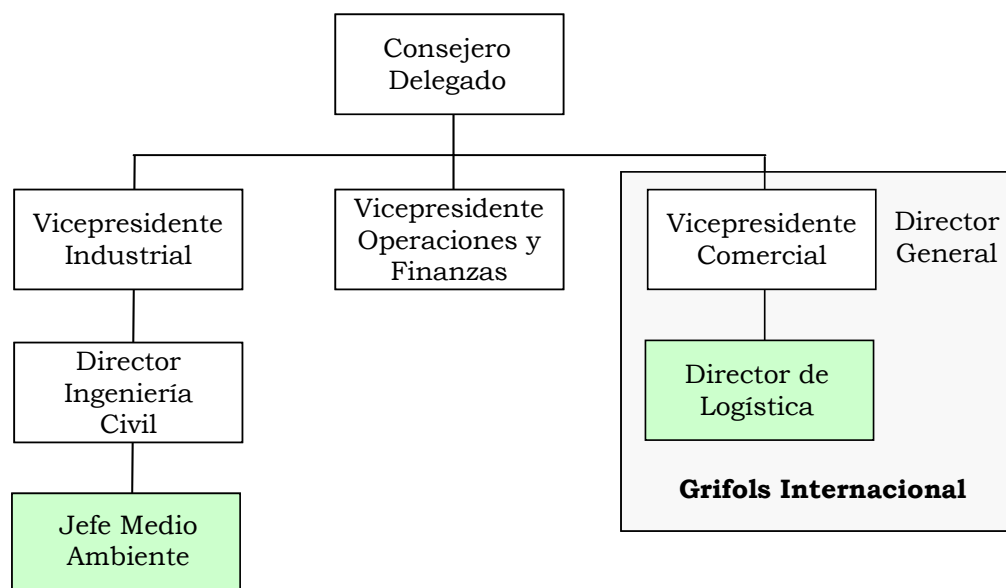 Consejero
Delegado
Vicepresidente
Industrial
Vicepresidente
Operaciones y
Finanzas
Vicepresidente
Comercial
Director
General
Director
Ingeniería
Civil
Director de
Logística
Grifols Internacional
Jefe Medio
Ambiente